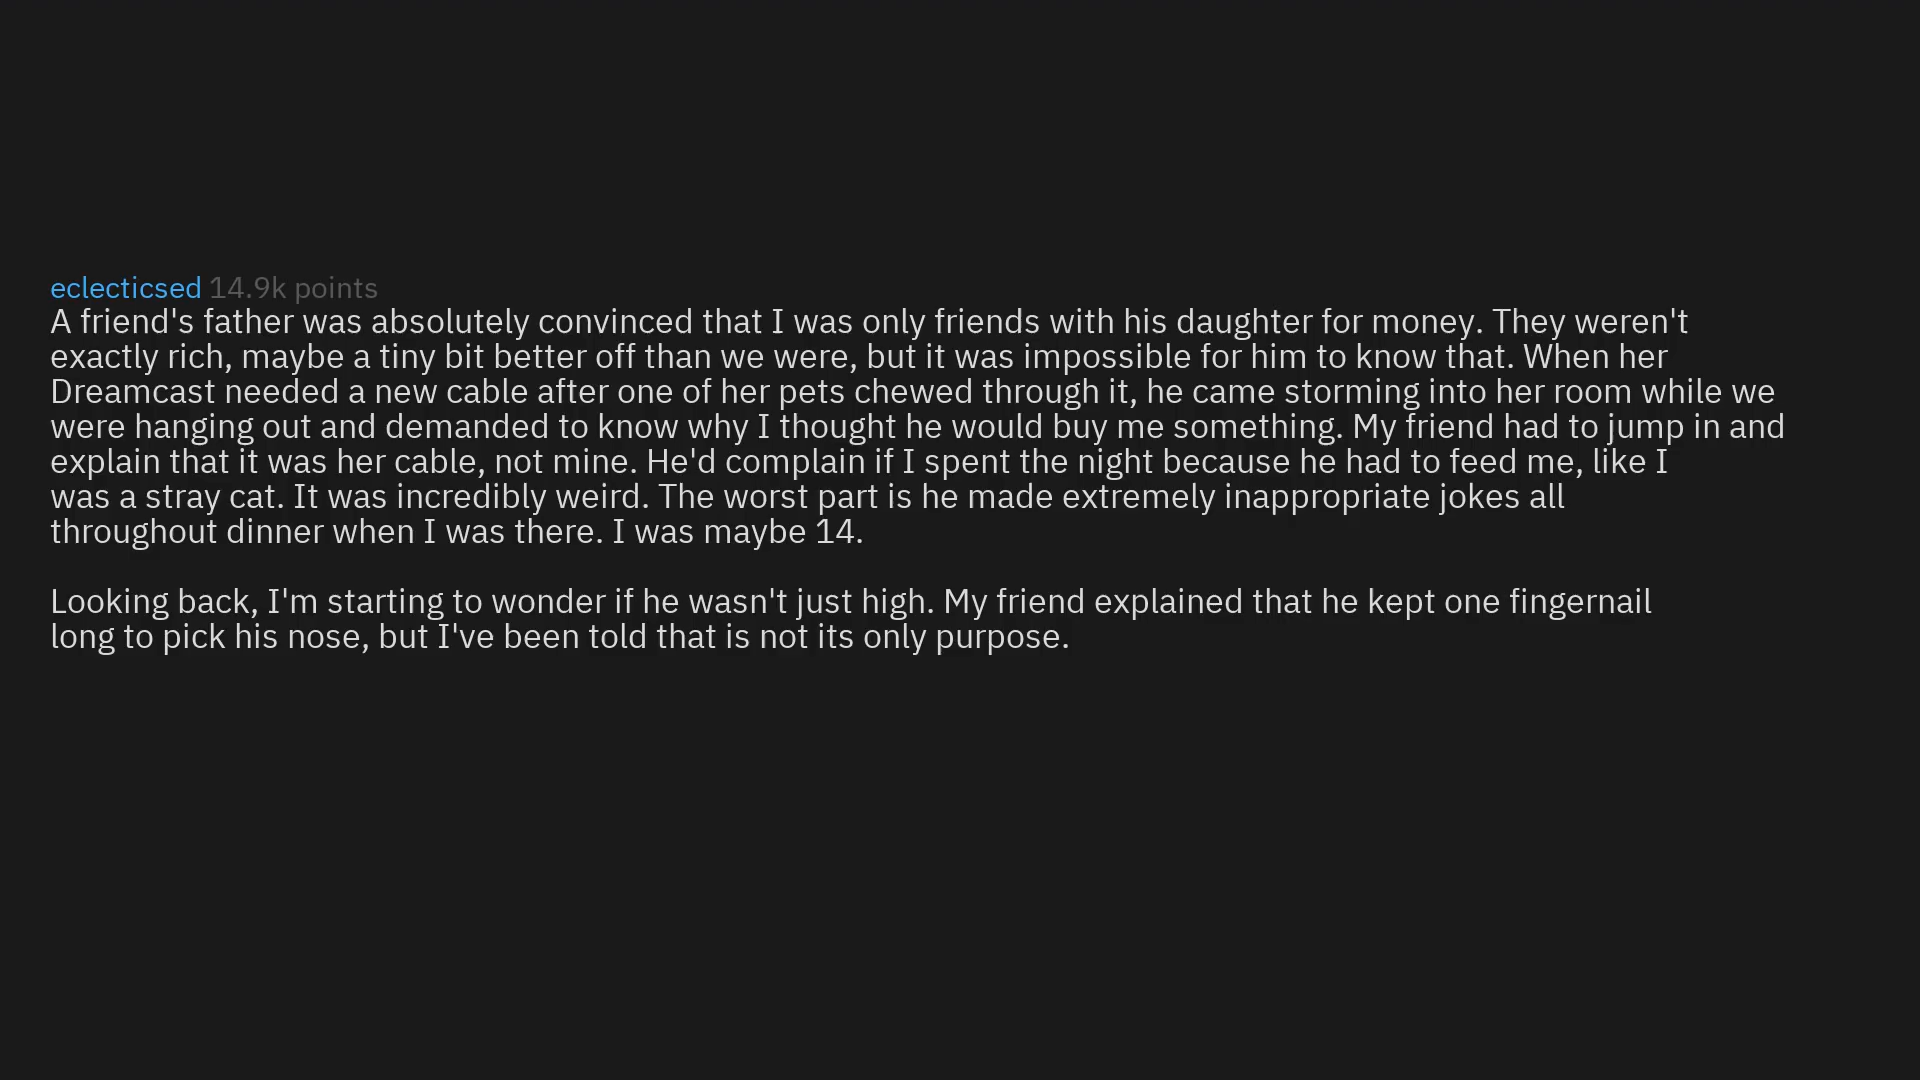 eclecticsed 14.9k points
A friend's father was absolutely convinced that I was only friends with his daughter for money. They weren't
exactly rich, maybe a tiny bit better off than we were, but it was impossible for him to know that. When her
Dreamcast needed a new cable after one of her pets chewed through it, he came storming into her room while we
were hanging out and demanded to know why I thought he would buy me something. My friend had to jump in and
explain that it was her cable, not mine. He'd complain if I spent the night because he had to feed me, like I
was a stray cat. It was incredibly weird. The worst part is he made extremely inappropriate jokes all
throughout dinner when I was there. I was maybe 14.
Looking back, I'm starting to wonder if he wasn't just high. My friend explained that he kept one fingernail
long to pick his nose, but I've been told that is not its only purpose.